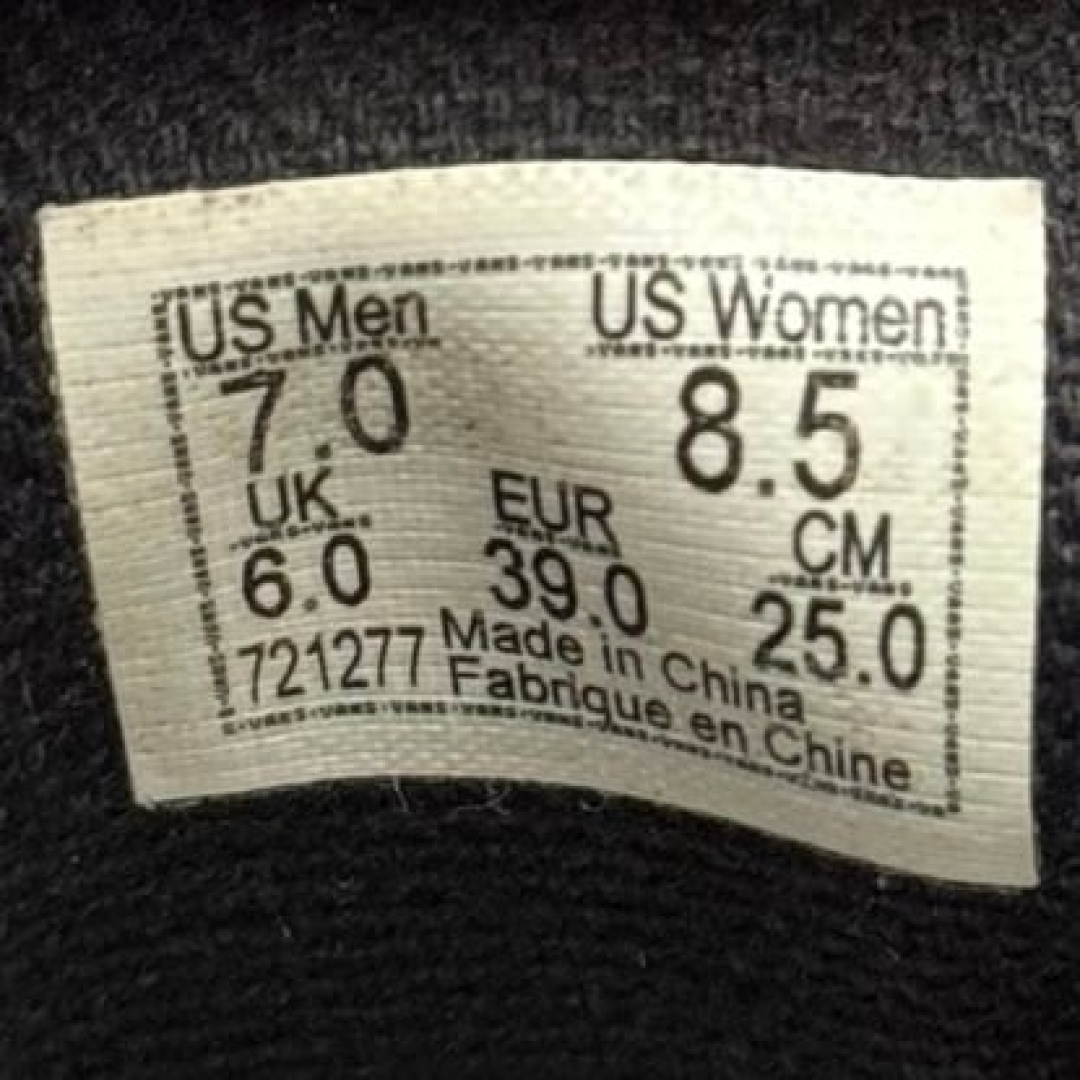 US Men US Women
7.0 8.5
UK EUR CM
6.0 39.0 25.0
721277 Made in China
Fabrique en Chine